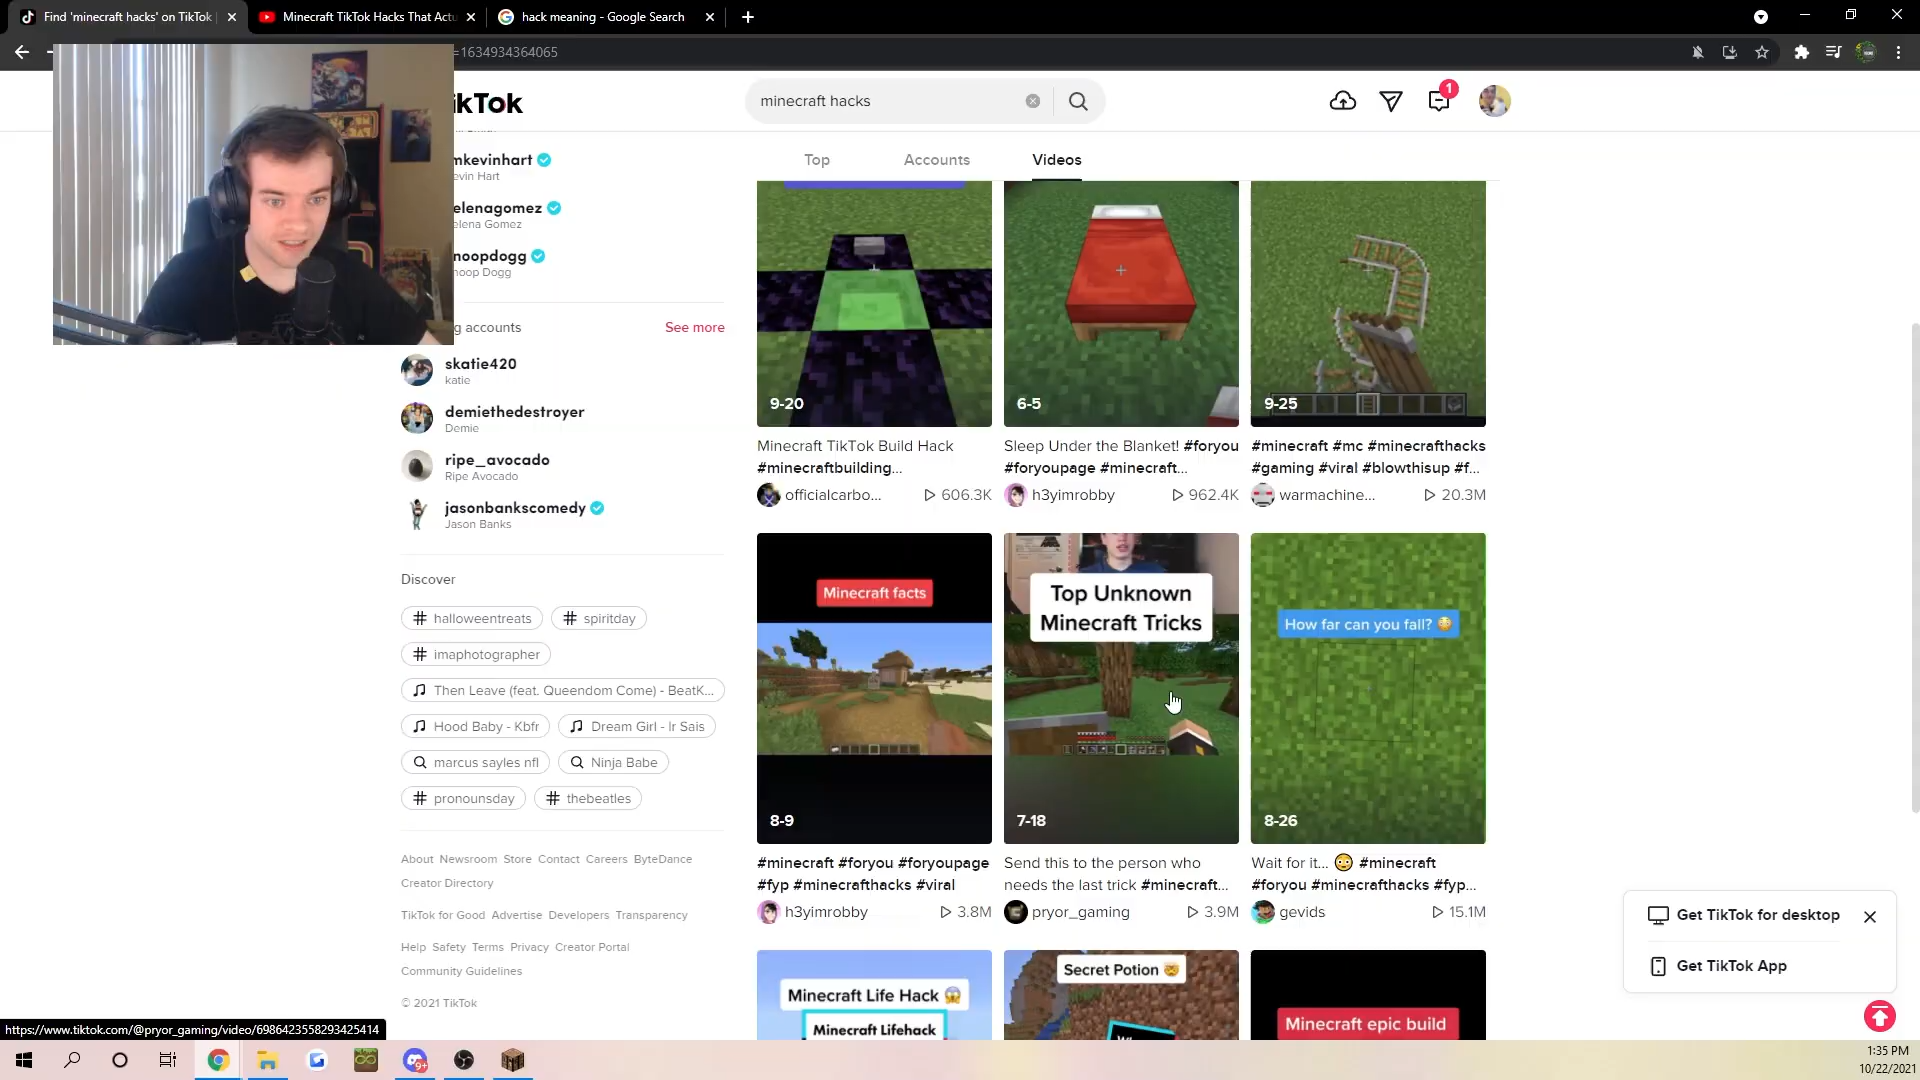 Find 'minecraft hacks' on TikTok
Minecraft TikTok Hacks That Actu
hack meaning - Google Search
=1634934364065
ikTok
minecraft hacks
1
mkevinhart
evin Hart
elenagomez
elena Gomez
noopdogg
noop Dogg
g accounts
See more
skatie420
katie
demiethedestroyer
Demie
ripe_avocado
Ripe Avocado
jasonbankscomedy
Jason Banks
Discover
# halloweentreats
# spiritday
# imaphotographer
Then Leave (feat. Queendom Come) - BeatK...
Hood Baby - Kbfr
Dream Girl - Ir Sais
marcus sayles nfl
Ninja Babe
# pronounsday
# thebeatles
About Newsroom Store Contact Careers ByteDance
Creator Directory
TikTok for Good Advertise Developers Transparency
Help Safety Terms Privacy Creator Portal
Community Guidelines
© 2021 TikTok
Top
Accounts
Videos
9-20
6-5
9-25
Minecraft TikTok Build Hack
#minecraftbuilding...
officialcarbo...
606.3K
Sleep Under the Blanket! #foryou
#foryoupage #minecraft...
h3yimrobby
962.4K
#minecraft #mc #minecrafthacks
#gaming #viral #blowthisup #f...
warmachine...
20.3M
Minecraft facts
8-9
Top Unknown
Minecraft Tricks
7-18
How far can you fall? 😳
8-26
#minecraft #foryou #foryoupage
#fyp #minecrafthacks #viral
h3yimrobby
3.8M
Send this to the person who
needs the last trick #minecraft...
pryor_gaming
3.9M
Wait for it... 😳 #minecraft
#foryou #minecrafthacks #fyp...
gevids
15.1M
Minecraft Life Hack 😱
Minecraft Lifehack
Secret Potion 🤯
Minecraft epic build
Get TikTok for desktop
Get TikTok App
https://www.tiktok.com/@pryor_gaming/video/6986423558293425414
9+
1:35 PM
10/22/2021